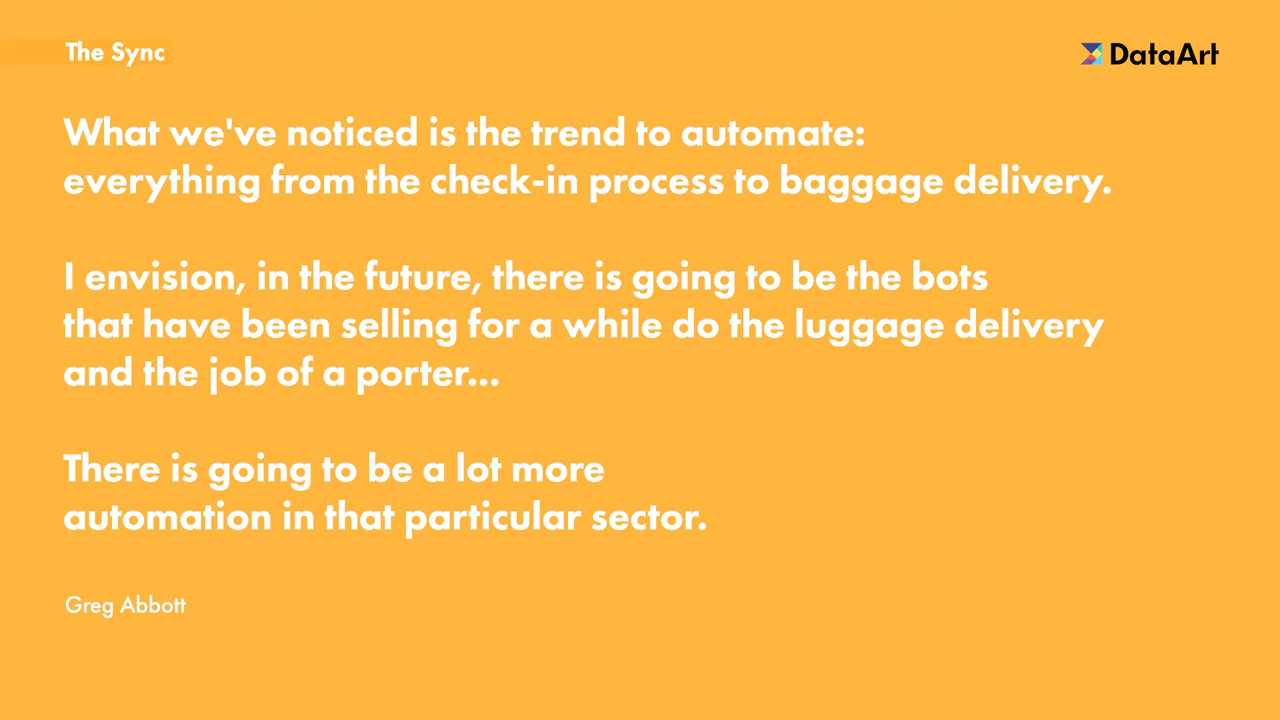 The Sync
DataArt
What we've noticed is the trend to automate:
everything from the check-in process to baggage delivery.
I envision, in the future, there is going to be the bots
that have been selling for a while do the luggage delivery
and the job of a porter...
There is going to be a lot more
automation in that particular sector.
Greg Abbott